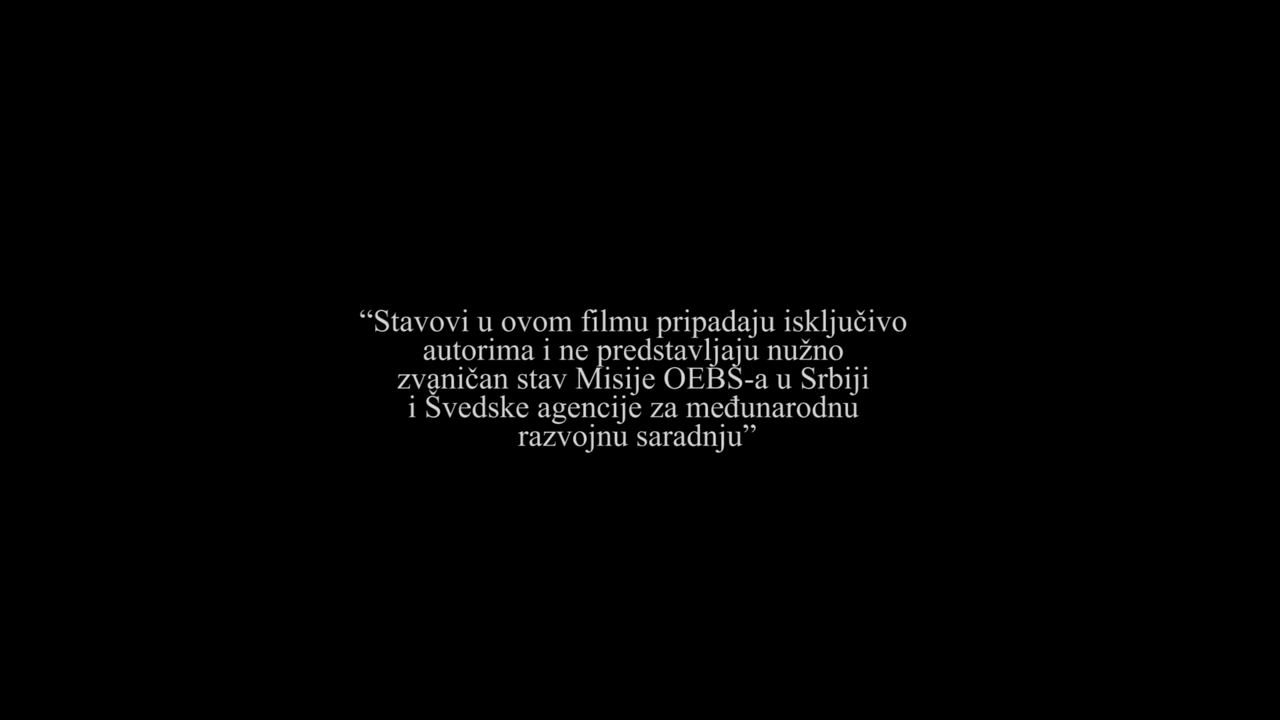 “Stavovi u ovom filmu pripadaju isključivo
autorima i ne predstavljaju nužno
zvaničan stav Misije OEBS-a u Srbiji
i Švedske agencije za međunarodnu
razvojnu saradnju”